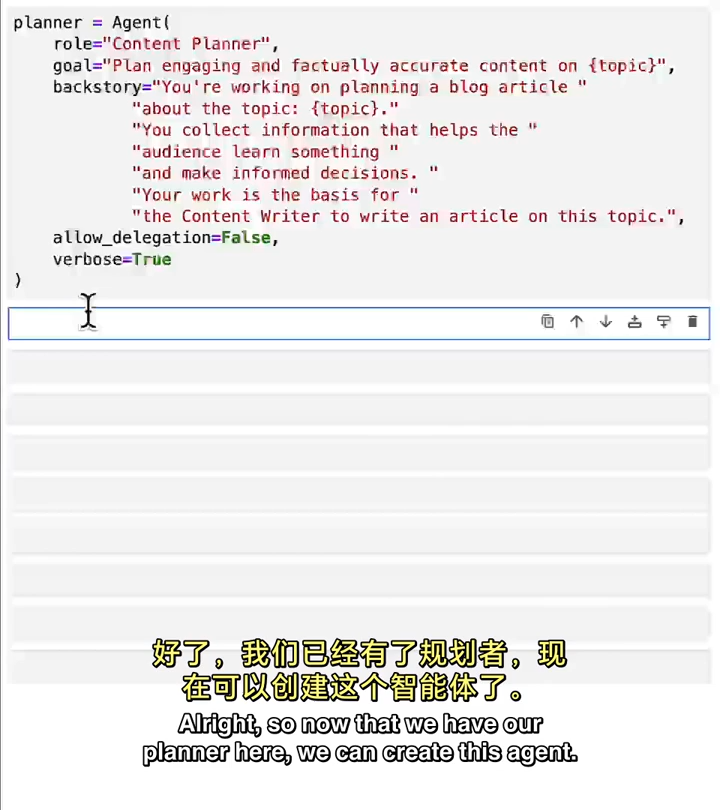 planner = Agent(
    role="Content Planner",
    goal="Plan engaging and factually accurate content on {topic}",
    backstory="You're working on planning a blog article "
            "about the topic: {topic}."
            "You collect information that helps the "
            "audience learn something "
            "and make informed decisions. "
            "Your work is the basis for "
            "the Content Writer to write an article on this topic.",
    allow_delegation=False,
    verbose=True
)
好了，我们已经有了规划者，现
在可以创建这个智能体了。
Alright, so now that we have our
planner here, we can create this agent.